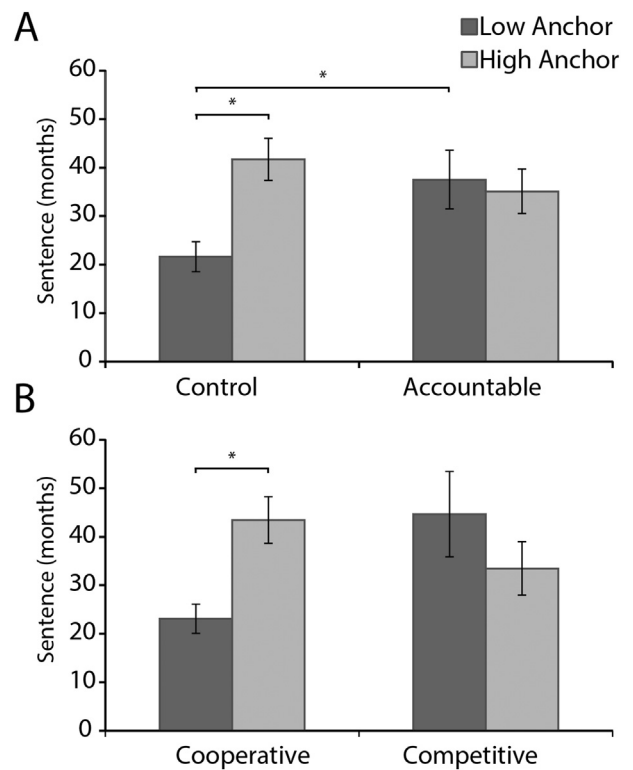 A
Low Anchor
High Anchor
Sentence (months)
60
50
40
30
20
10
0
*
*
Control Accountable
B
Sentence (months)
60
50
40
30
20
10
0
*
Cooperative Competitive